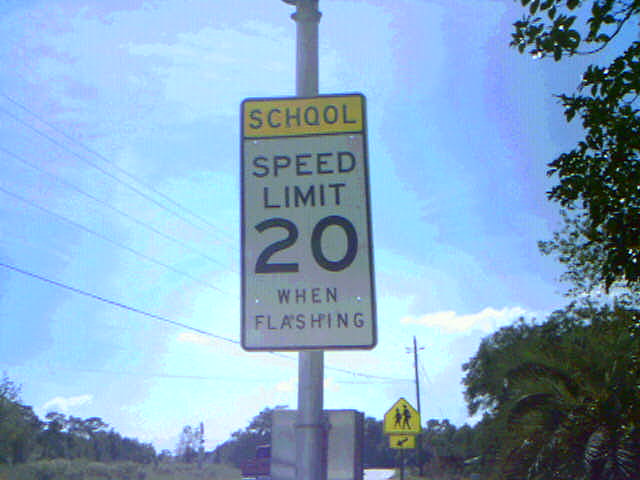 SCHOOL
SPEED
LIMIT
20
WHEN
FLASHING